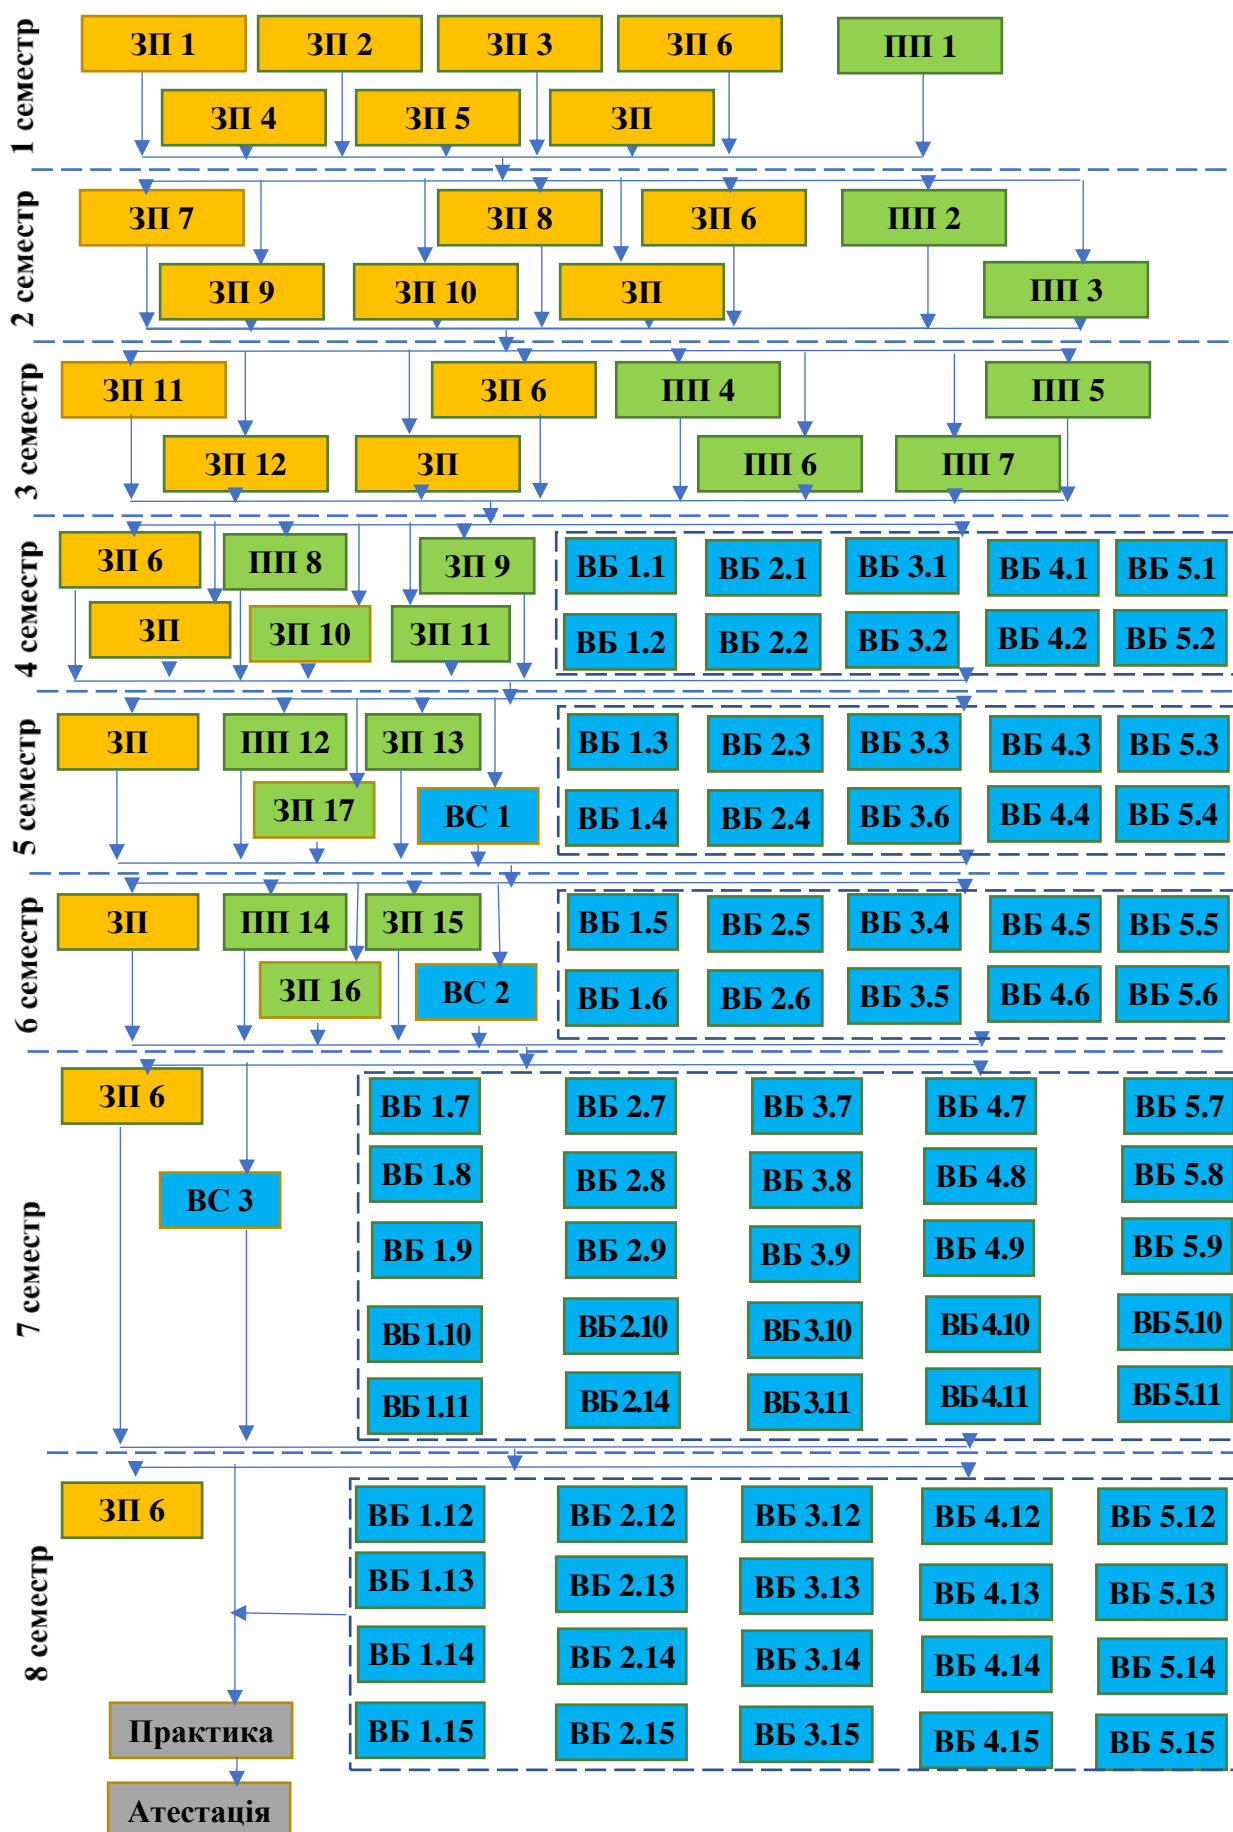 1 семестр
ЗП 1 ЗП 2 ЗП 3 ЗП 6 ПП 1
ЗП 4 ЗП 5 ЗП
2 семестр
ЗП 7 ЗП 8 ЗП 6 ПП 2
ЗП 9 ЗП 10 ЗП ПП 3
3 семестр
ЗП 11 ЗП 6 ПП 4 ПП 5
ЗП 12 ЗП ПП 6 ПП 7
4 семестр
ЗП 6 ПП 8 ЗП 9 ВБ 1.1 ВБ 2.1 ВБ 3.1 ВБ 4.1 ВБ 5.1
ЗП ЗП 10 ЗП 11 ВБ 1.2 ВБ 2.2 ВБ 3.2 ВБ 4.2 ВБ 5.2
5 семестр
ЗП ПП 12 ЗП 13 ВБ 1.3 ВБ 2.3 ВБ 3.3 ВБ 4.3 ВБ 5.3
ЗП 17 ВС 1 ВБ 1.4 ВБ 2.4 ВБ 3.6 ВБ 4.4 ВБ 5.4
6 семестр
ЗП ПП 14 ЗП 15 ВБ 1.5 ВБ 2.5 ВБ 3.4 ВБ 4.5 ВБ 5.5
ЗП 16 ВС 2 ВБ 1.6 ВБ 2.6 ВБ 3.5 ВБ 4.6 ВБ 5.6
7 семестр
ЗП 6 ВБ 1.7 ВБ 2.7 ВБ 3.7 ВБ 4.7 ВБ 5.7
ВС 3 ВБ 1.8 ВБ 2.8 ВБ 3.8 ВБ 4.8 ВБ 5.8
ВБ 1.9 ВБ 2.9 ВБ 3.9 ВБ 4.9 ВБ 5.9
ВБ 1.10 ВБ 2.10 ВБ 3.10 ВБ 4.10 ВБ 5.10
ВБ 1.11 ВБ 2.14 ВБ 3.11 ВБ 4.11 ВБ 5.11
8 семестр
ЗП 6 ВБ 1.12 ВБ 2.12 ВБ 3.12 ВБ 4.12 ВБ 5.12
ВБ 1.13 ВБ 2.13 ВБ 3.13 ВБ 4.13 ВБ 5.13
ВБ 1.14 ВБ 2.14 ВБ 3.14 ВБ 4.14 ВБ 5.14
Практика ВБ 1.15 ВБ 2.15 ВБ 3.15 ВБ 4.15 ВБ 5.15
Атестація